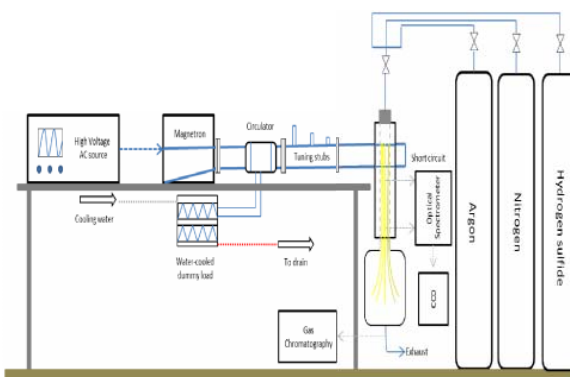 High Voltage
AC source
Magnetron
Circulator
Tuning stubs
Short circuit
Optical
Spectrometer
CCD
Cooling water
Water-cooled
dummy load
To drain
Gas
Chromatography
Exhaust
Argon
Nitrogen
Hydrogen sulfide